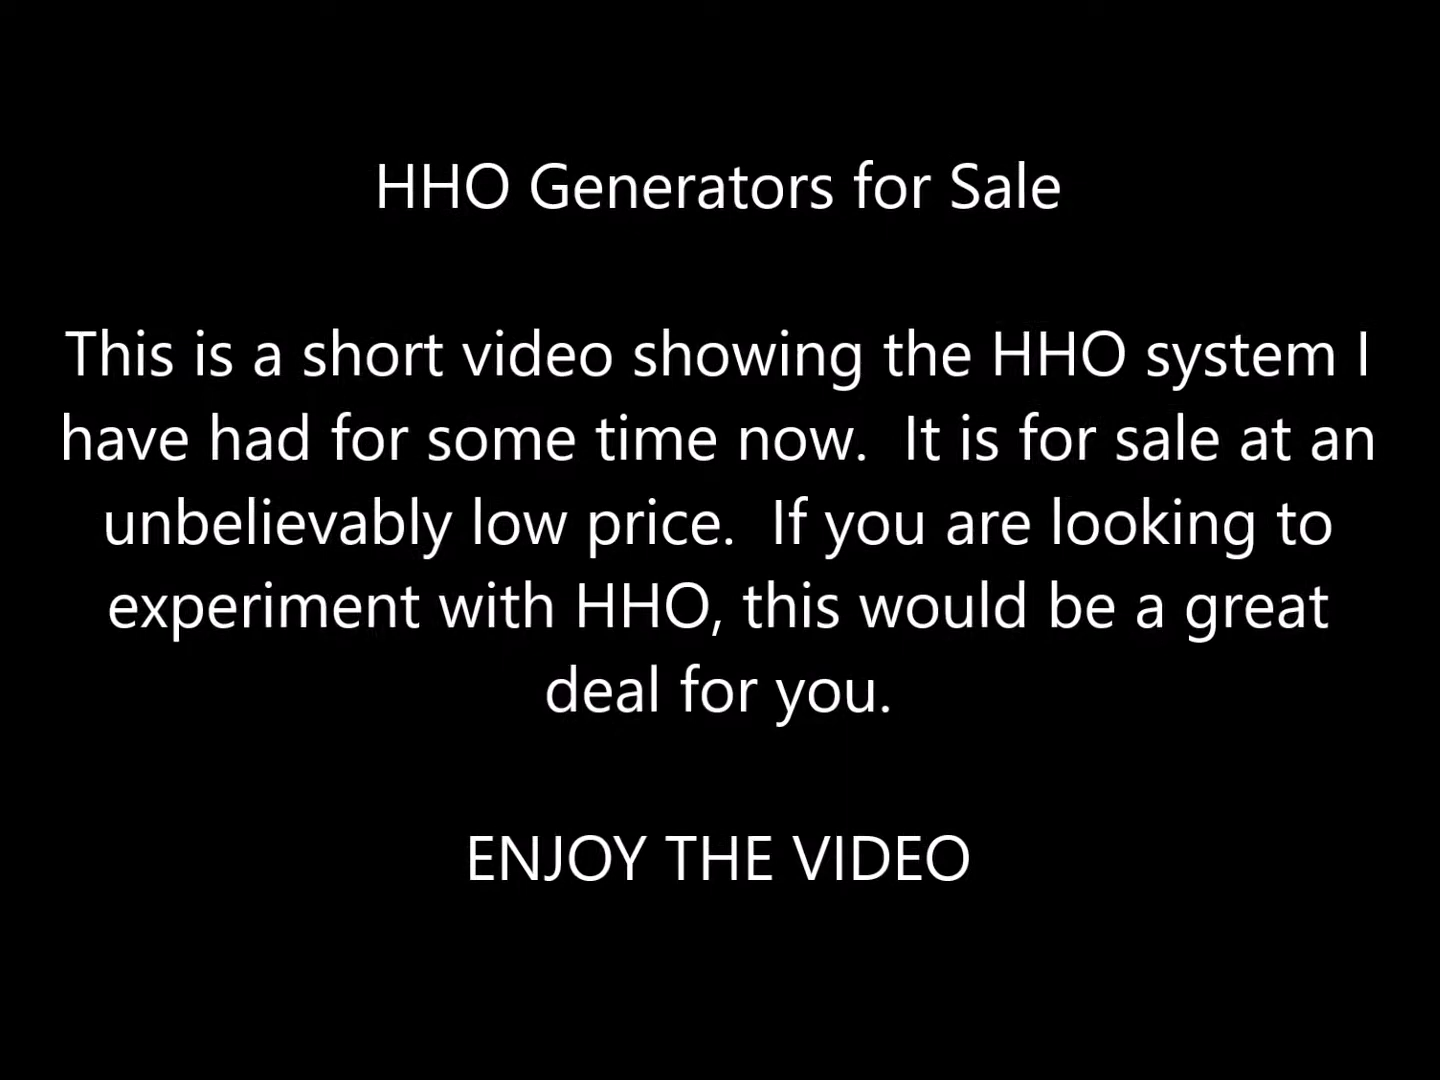 HHO Generators for Sale
This is a short video showing the HHO system I
have had for some time now.  It is for sale at an
unbelievably low price.  If you are looking to
experiment with HHO, this would be a great
deal for you.
ENJOY THE VIDEO